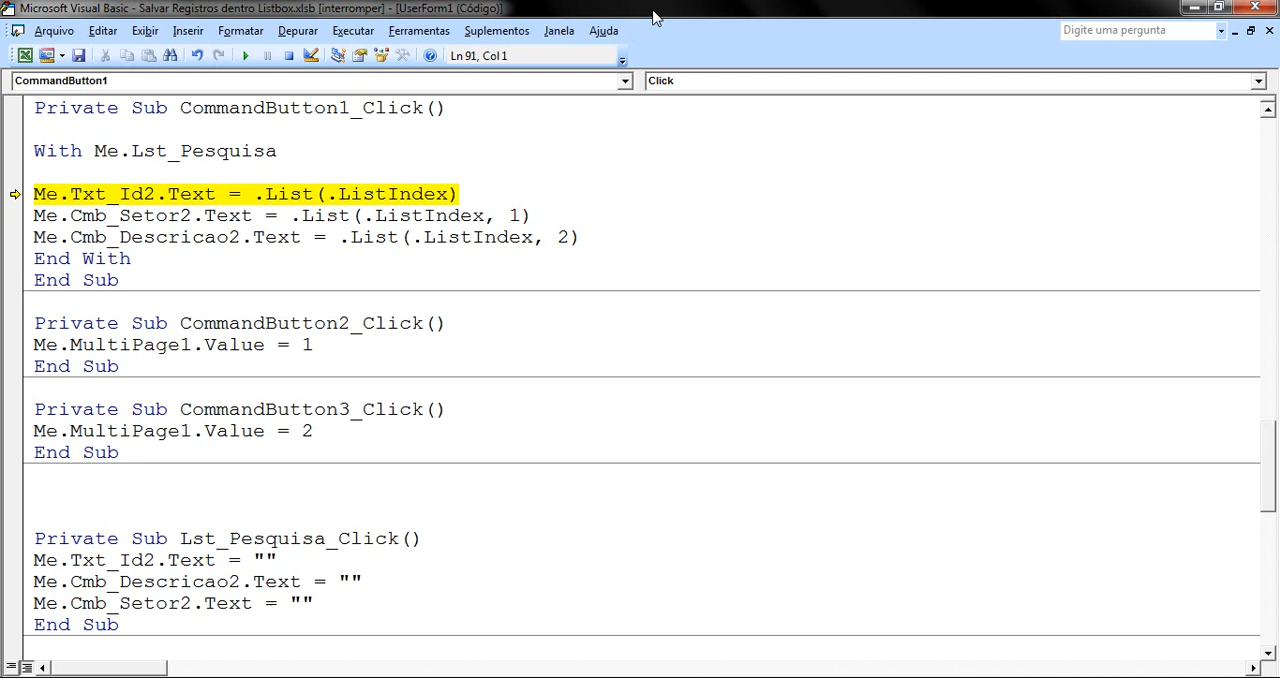 Microsoft Visual Basic - Salvar Registros dentro Listbox.xlsb [interromper] - [UserForm1 (Código)]
Arquivo Editar Exibir Inserir Formatar Depurar Executar Ferramentas Suplementos Janela Ajuda Digite uma pergunta
Ln 91, Col 1
CommandButton1 Click
Private Sub CommandButton1_Click()
With Me.Lst_Pesquisa
Me.Txt_Id2.Text = .List(.ListIndex)
Me.Cmb_Setor2.Text = .List(.ListIndex, 1)
Me.Cmb_Descricao2.Text = .List(.ListIndex, 2)
End With
End Sub
Private Sub CommandButton2_Click()
Me.MultiPage1.Value = 1
End Sub
Private Sub CommandButton3_Click()
Me.MultiPage1.Value = 2
End Sub
Private Sub Lst_Pesquisa_Click()
Me.Txt_Id2.Text = ""
Me.Cmb_Descricao2.Text = ""
Me.Cmb_Setor2.Text = ""
End Sub